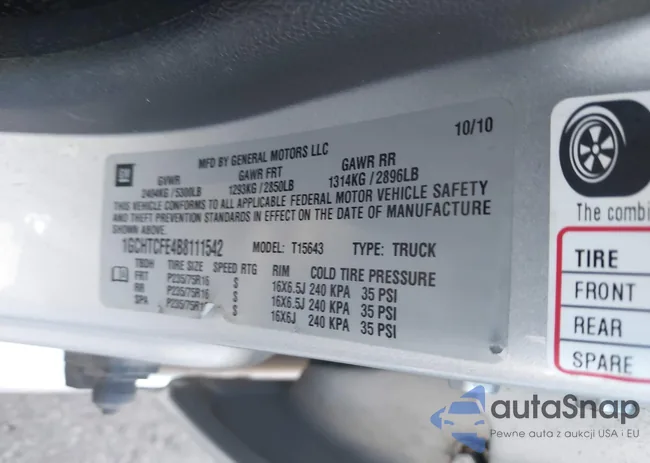 GM
MFD BY GENERAL MOTORS LLC
10/10
GVWR GAWR FRT GAWR RR
2404KG/5300LB 1293KG/2850LB 1314KG/2896LB
THIS VEHICLE CONFORMS TO ALL APPLICABLE FEDERAL MOTOR VEHICLE SAFETY
AND THEFT PREVENTION STANDARDS IN EFFECT ON THE DATE OF MANUFACTURE
SHOWN ABOVE.
1GCHTCFE4B8111542 MODEL: T15643 TYPE: TRUCK
TIRE SIZE SPEED RTG RIM COLD TIRE PRESSURE
FRT P235/75R16 S 16X6.5J 240 KPA 35 PSI
RR P235/75R16 S 16X6.5J 240 KPA 35 PSI
SPA S 16X6J 240 KPA 35 PSI
The combi
TIRE
FRONT
REAR
SPARE
autaSnap
Pewne auta z aukcji USA i EU